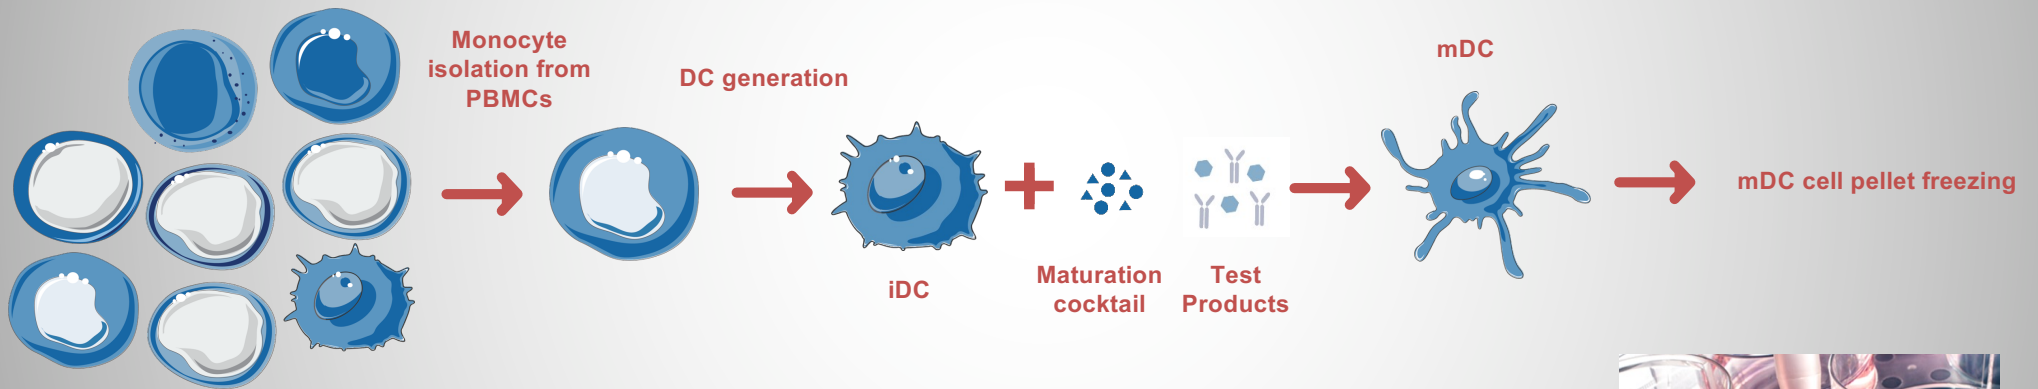 Monocyte
isolation from
PBMCs
DC generation
iDC
Maturation
cocktail
Test
Products
mDC
mDC cell pellet freezing